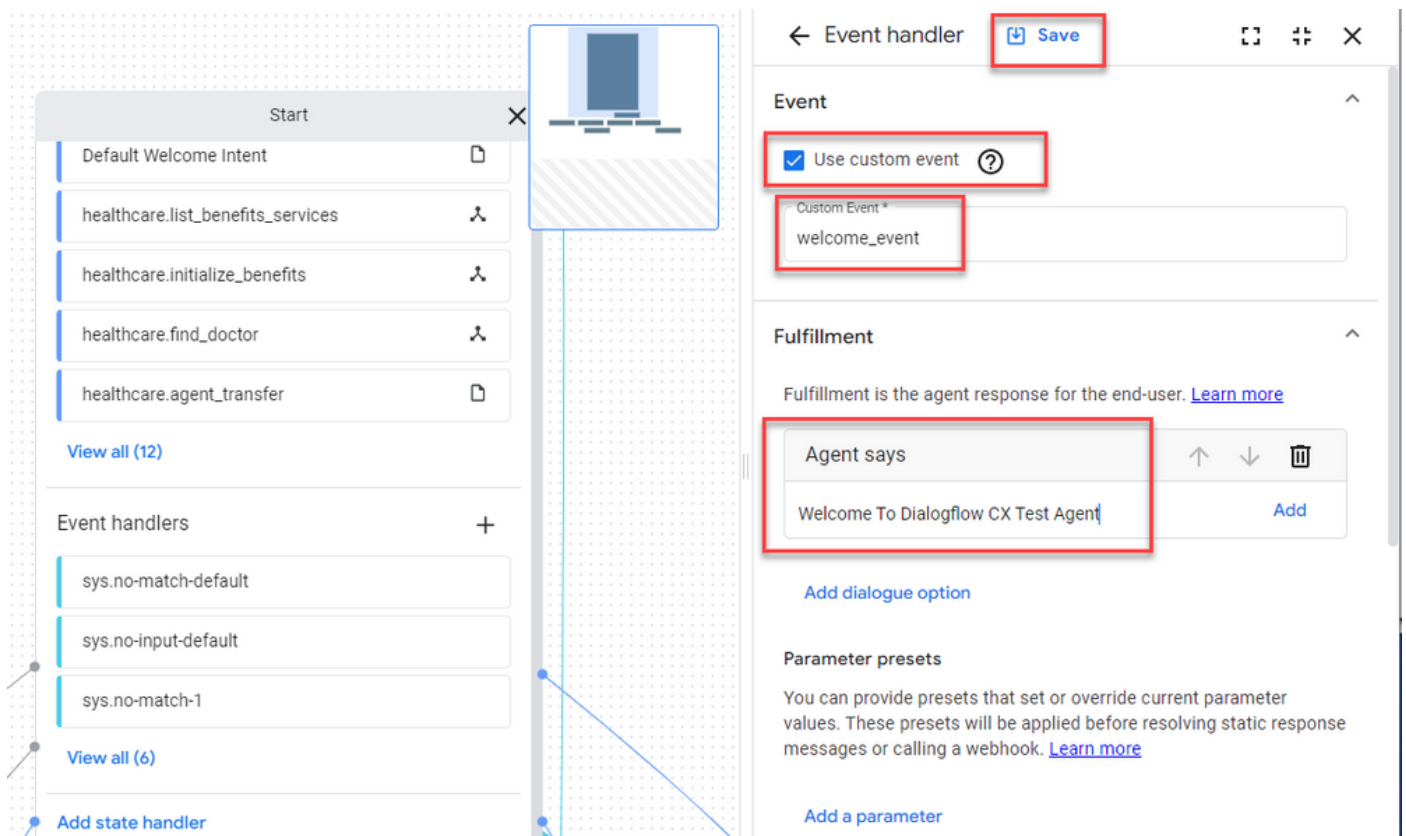 Start
Default Welcome Intent
healthcare.list_benefits_services
healthcare.initialize_benefits
healthcare.find_doctor
healthcare.agent_transfer
View all (12)
Event handlers
sys.no-match-default
sys.no-input-default
sys.no-match-1
View all (6)
Add state handler
Event handler
Save
Event
Use custom event
Custom Event *
welcome_event
Fulfillment
Fulfillment is the agent response for the end-user. Learn more
Agent says
Welcome To Dialogflow CX Test Agent
Add
Add dialogue option
Parameter presets
You can provide presets that set or override current parameter
values. These presets will be applied before resolving static response
messages or calling a webhook. Learn more
Add a parameter